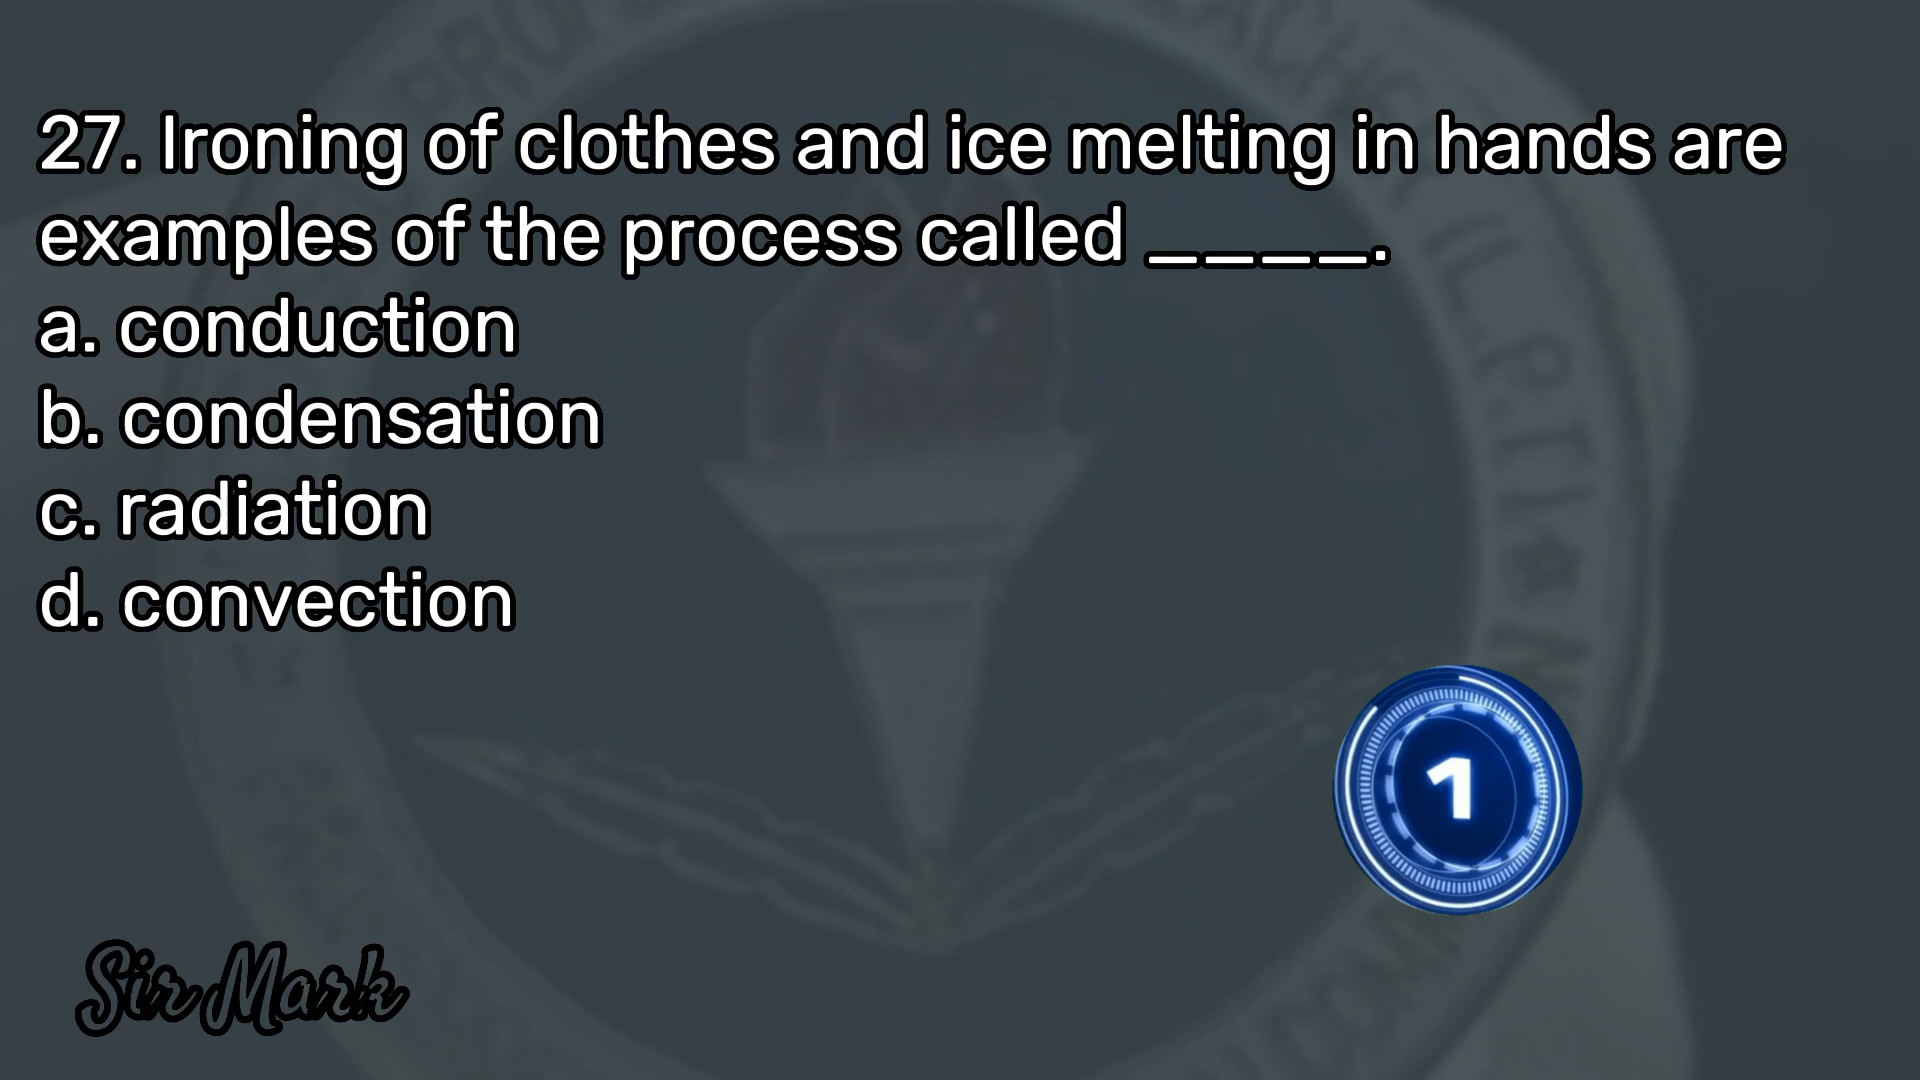 27. Ironing of clothes and ice melting in hands are
examples of the process called ____.
a. conduction
b. condensation
c. radiation
d. convection
1
Sir Mark